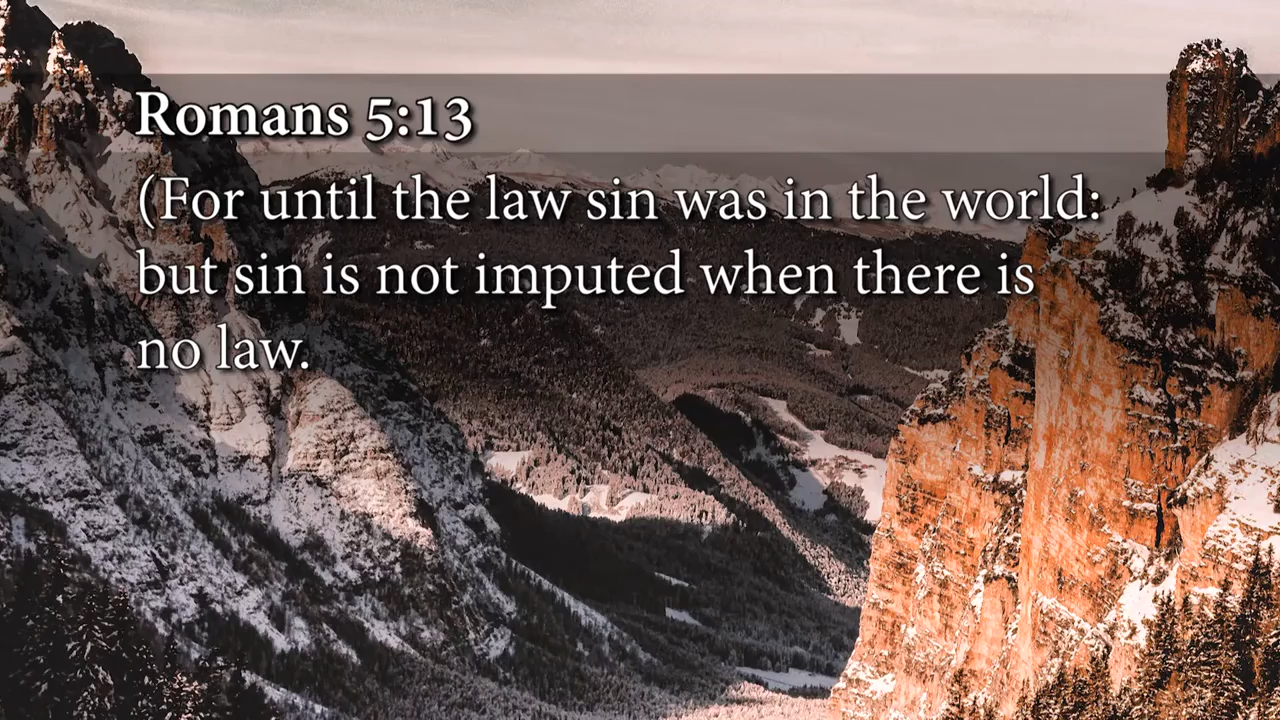 Romans 5:13
(For until the law sin was in the world:
but sin is not imputed when there is
no law.